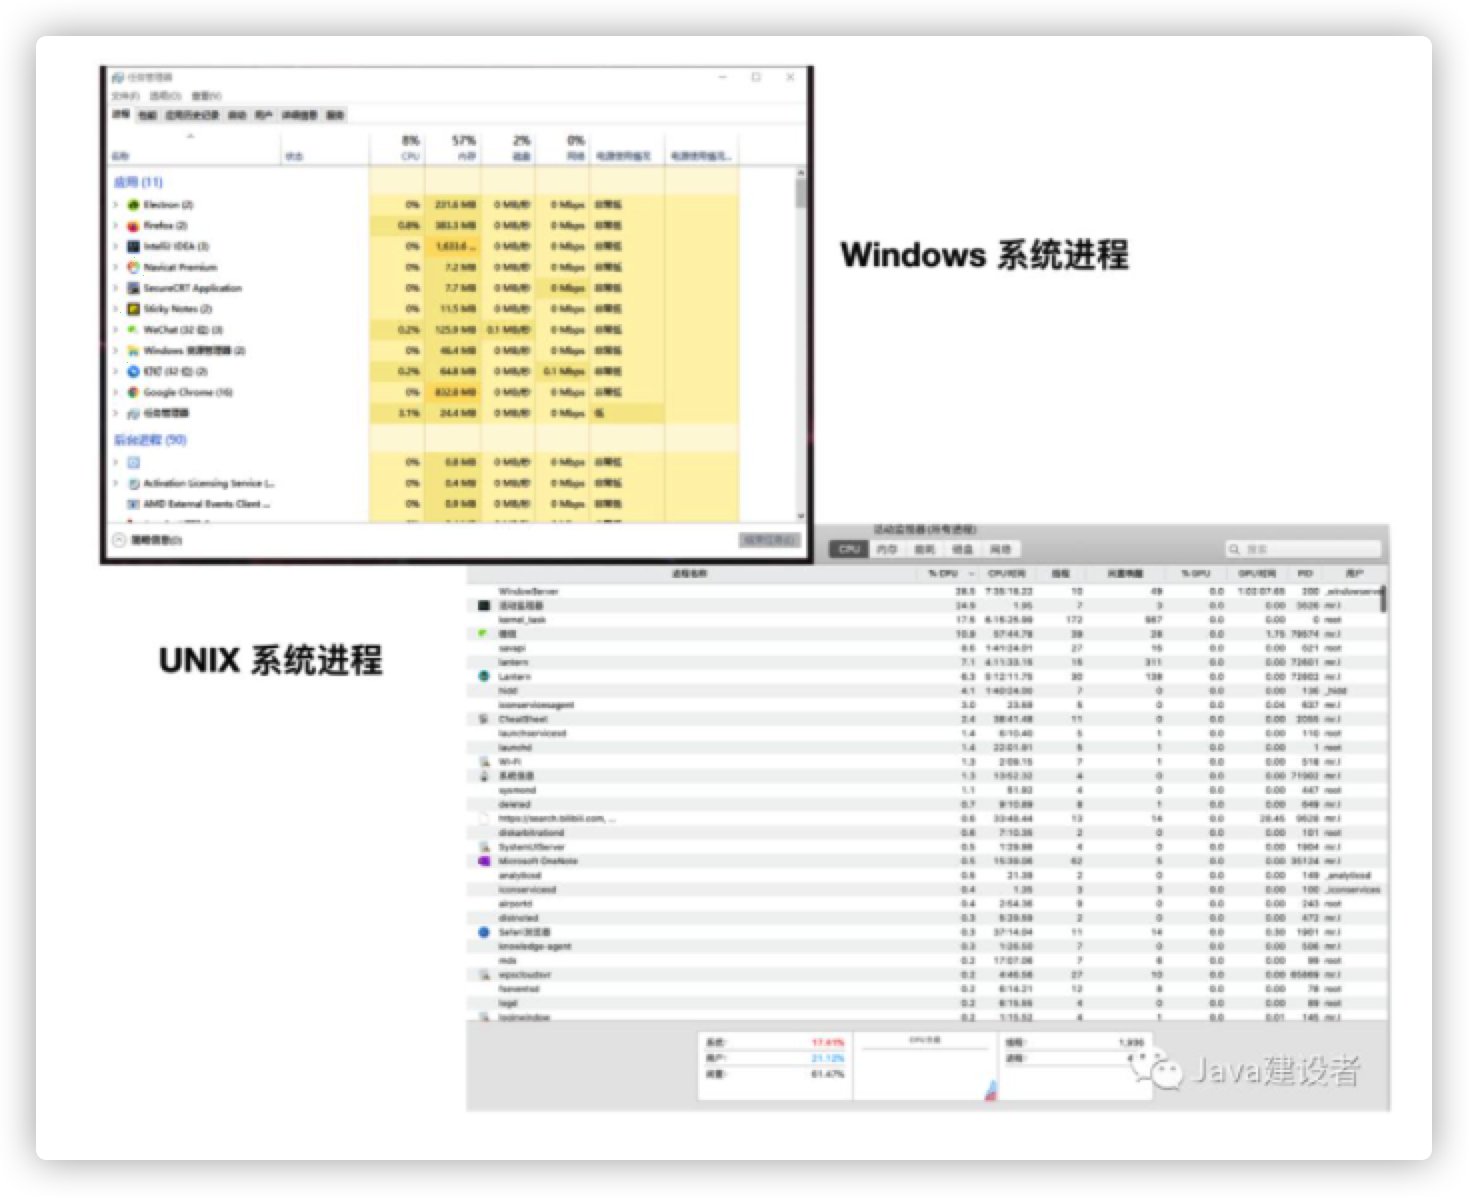 任务管理器
文件(F) 选项(O) 查看(V)
进程 性能 应用历史记录 启动 用户 详细信息 服务
8% 57% 2% 0%
名称 状态 CPU 内存 磁盘 网络 电源使用情况 电源使用情况...
应用 (11)
Electron (2) 0% 231.6 MB 0 MB/秒 0 Mbps 非常低
Firefox (2) 0.8% 383.3 MB 0 MB/秒 0 Mbps 非常低
IntelliJ IDEA (3) 0% 1,633.6 ... 0 MB/秒 0 Mbps 非常低
Navicat Premium 0% 7.2 MB 0 MB/秒 0 Mbps 非常低
SecureCRT Application 0% 7.7 MB 0 MB/秒 0 Mbps 非常低
Sticky Notes (2) 0% 11.5 MB 0 MB/秒 0 Mbps 非常低
WeChat (32 位) (3) 0.2% 125.9 MB 0.1 MB/秒 0 Mbps 非常低
Windows 资源管理器 (2) 0% 46.4 MB 0 MB/秒 0 Mbps 非常低
钉钉 (32 位) (2) 0.2% 64.8 MB 0 MB/秒 0.1 Mbps 非常低
Google Chrome (16) 0% 832.8 MB 0 MB/秒 0 Mbps 非常低
任务管理器 3.1% 24.4 MB 0 MB/秒 0 Mbps 低
后台进程 (90)
0% 0.8 MB 0 MB/秒 0 Mbps 非常低
Activation Licensing Service (... 0% 0.4 MB 0 MB/秒 0 Mbps 非常低
AMD External Events Client ... 0% 0.9 MB 0 MB/秒 0 Mbps 非常低
简略信息(D)
结束任务(E)
Windows 系统进程
UNIX 系统进程
活动监视器 (所有进程)
CPU 内存 能耗 磁盘 网络
搜索
进程名称 % CPU CPU时间 线程 闲置唤醒 % GPU GPU时间 PID 用户
WindowServer 28.5 7:35:18.22 10 49 0.0 1:02:07.65 200 _windowserver
活动监视器 24.9 1.95 7 3 0.0 0.00 3626 mr.l
kernel_task 17.5 6:15:25.99 172 987 0.0 0.00 0 root
微信 10.9 57:44.78 39 28 0.0 1.75 79574 mr.l
savapi 8.6 1:41:24.01 27 15 0.0 0.00 621 root
lantern 7.1 4:11:33.15 15 311 0.0 0.00 72601 mr.l
Lantern 6.3 5:12:11.75 30 139 0.0 0.00 72602 mr.l
hidd 4.1 1:40:24.00 7 0 0.0 0.00 136 _hidd
iconservicesagent 3.0 23.59 5 0 0.0 0.04 637 mr.l
CheatSheet 2.4 38:41.48 11 0 0.0 0.00 2055 mr.l
launchservicesd 1.4 6:10.40 5 1 0.0 0.00 110 root
launchd 1.4 22:01.91 5 1 0.0 0.00 1 root
Wi-Fi 1.3 2:09.15 7 1 0.0 0.00 518 mr.l
系统信息 1.3 13:52.32 4 0 0.0 0.00 71902 mr.l
sysmond 1.1 51.92 4 0 0.0 0.00 447 root
deleted 0.7 9:10.89 8 1 0.0 0.00 649 mr.l
https://search.bilibili.com, ... 0.6 33:48.44 13 14 0.0 28.45 9628 mr.l
diskarbitrationd 0.6 7:10.35 2 0 0.0 0.00 101 root
SystemUIServer 0.5 1:29.98 4 0 0.0 0.00 1904 mr.l
Microsoft OneNote 0.5 15:39.06 62 5 0.0 0.00 35124 mr.l
analyticsd 0.5 21.39 2 0 0.0 0.00 149 _analyticsd
iconservicesd 0.4 1.35 3 3 0.0 0.00 100 _iconservices
airportd 0.4 2:54.36 9 0 0.0 0.00 243 root
distnoted 0.3 5:29.59 2 0 0.0 0.00 472 mr.l
Safari浏览器 0.3 37:14.04 11 14 0.0 0.30 1901 mr.l
knowledge-agent 0.3 1:26.50 7 0 0.0 0.00 506 mr.l
mds 0.2 17:07.06 7 6 0.0 0.00 99 root
wpscloudsvr 0.2 4:46.56 27 10 0.0 0.00 65869 mr.l
fseventsd 0.2 6:14.21 12 8 0.0 0.00 78 root
logd 0.2 6:15.55 4 0 0.0 0.00 89 root
loginwindow 0.2 1:15.52 4 1 0.0 0.01 145 mr.l
系统: 17.41% CPU负载 线程: 1,936
用户: 21.12% 进程:
闲置: 61.47%
Java建设者